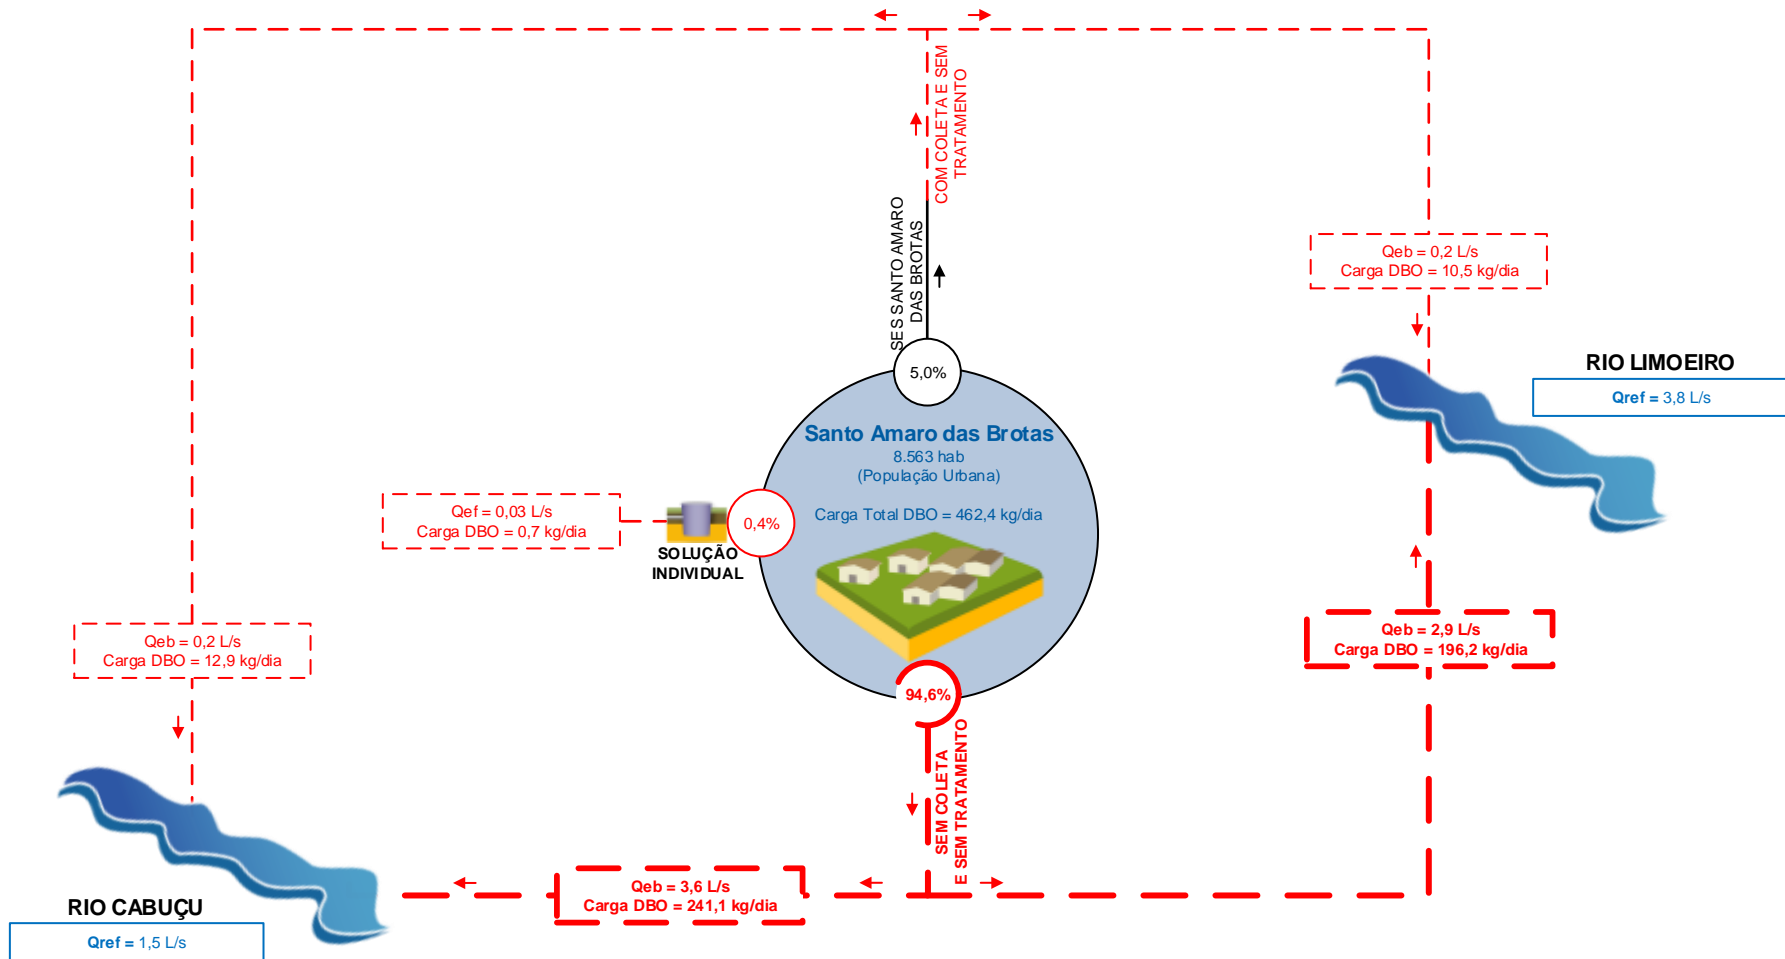 COM COLETA E SEM
TRATAMENTO
SES SANTO AMARO
DAS BROTAS
Qeb = 0,2 L/s
Carga DBO = 10,5 kg/dia
RIO LIMOEIRO
Qref = 3,8 L/s
5,0%
Santo Amaro das Brotas
8.563 hab
(População Urbana)
Carga Total DBO = 462,4 kg/dia
Qef = 0,03 L/s
Carga DBO = 0,7 kg/dia
0,4%
SOLUÇÃO
INDIVIDUAL
Qeb = 0,2 L/s
Carga DBO = 12,9 kg/dia
Qeb = 2,9 L/s
Carga DBO = 196,2 kg/dia
94,6%
SEM COLETA
E SEM TRATAMENTO
Qeb = 3,6 L/s
Carga DBO = 241,1 kg/dia
RIO CABUÇU
Qref = 1,5 L/s